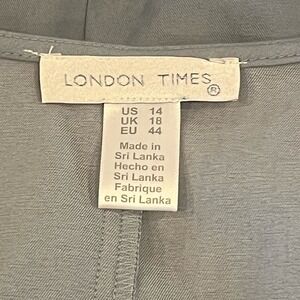 LONDON TIMES ®
US 14
UK 18
EU 44
Made in
Sri Lanka
Hecho en
Sri Lanka
Fabrique
en Sri Lanka